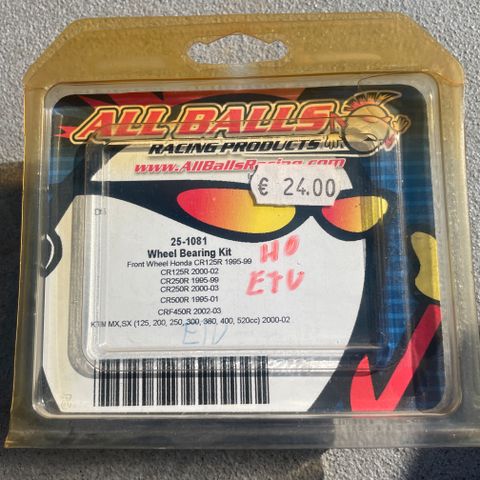 ALL BALLS
RACING PRODUCTS
www.AllBallsRacing.com
€ 24.00
25-1081
Wheel Bearing Kit
Front Wheel Honda CR125R 1995-99
CR125R 2000-02
CR250R 1995-99
CR250R 2000-03
CR500R 1995-01
CRF450R 2002-03
KTM MX,SX (125, 200, 250, 300, 380, 400, 520cc) 2000-02
HO
ETU
ETU